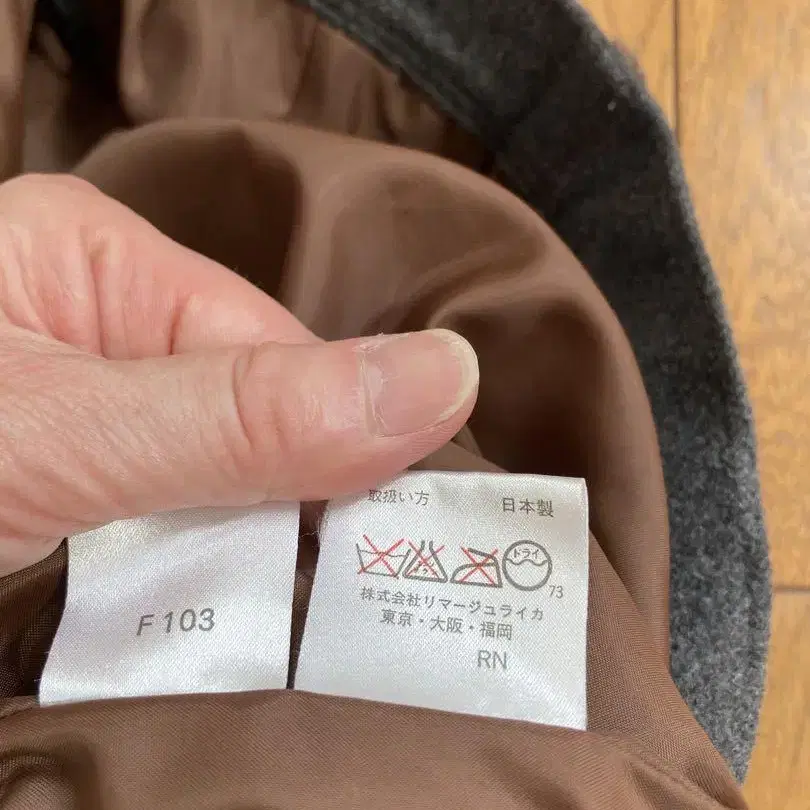 F 103
取扱い方 日本製
ドライ
73
株式会社リマージュライカ
東京・大阪・福岡
RN